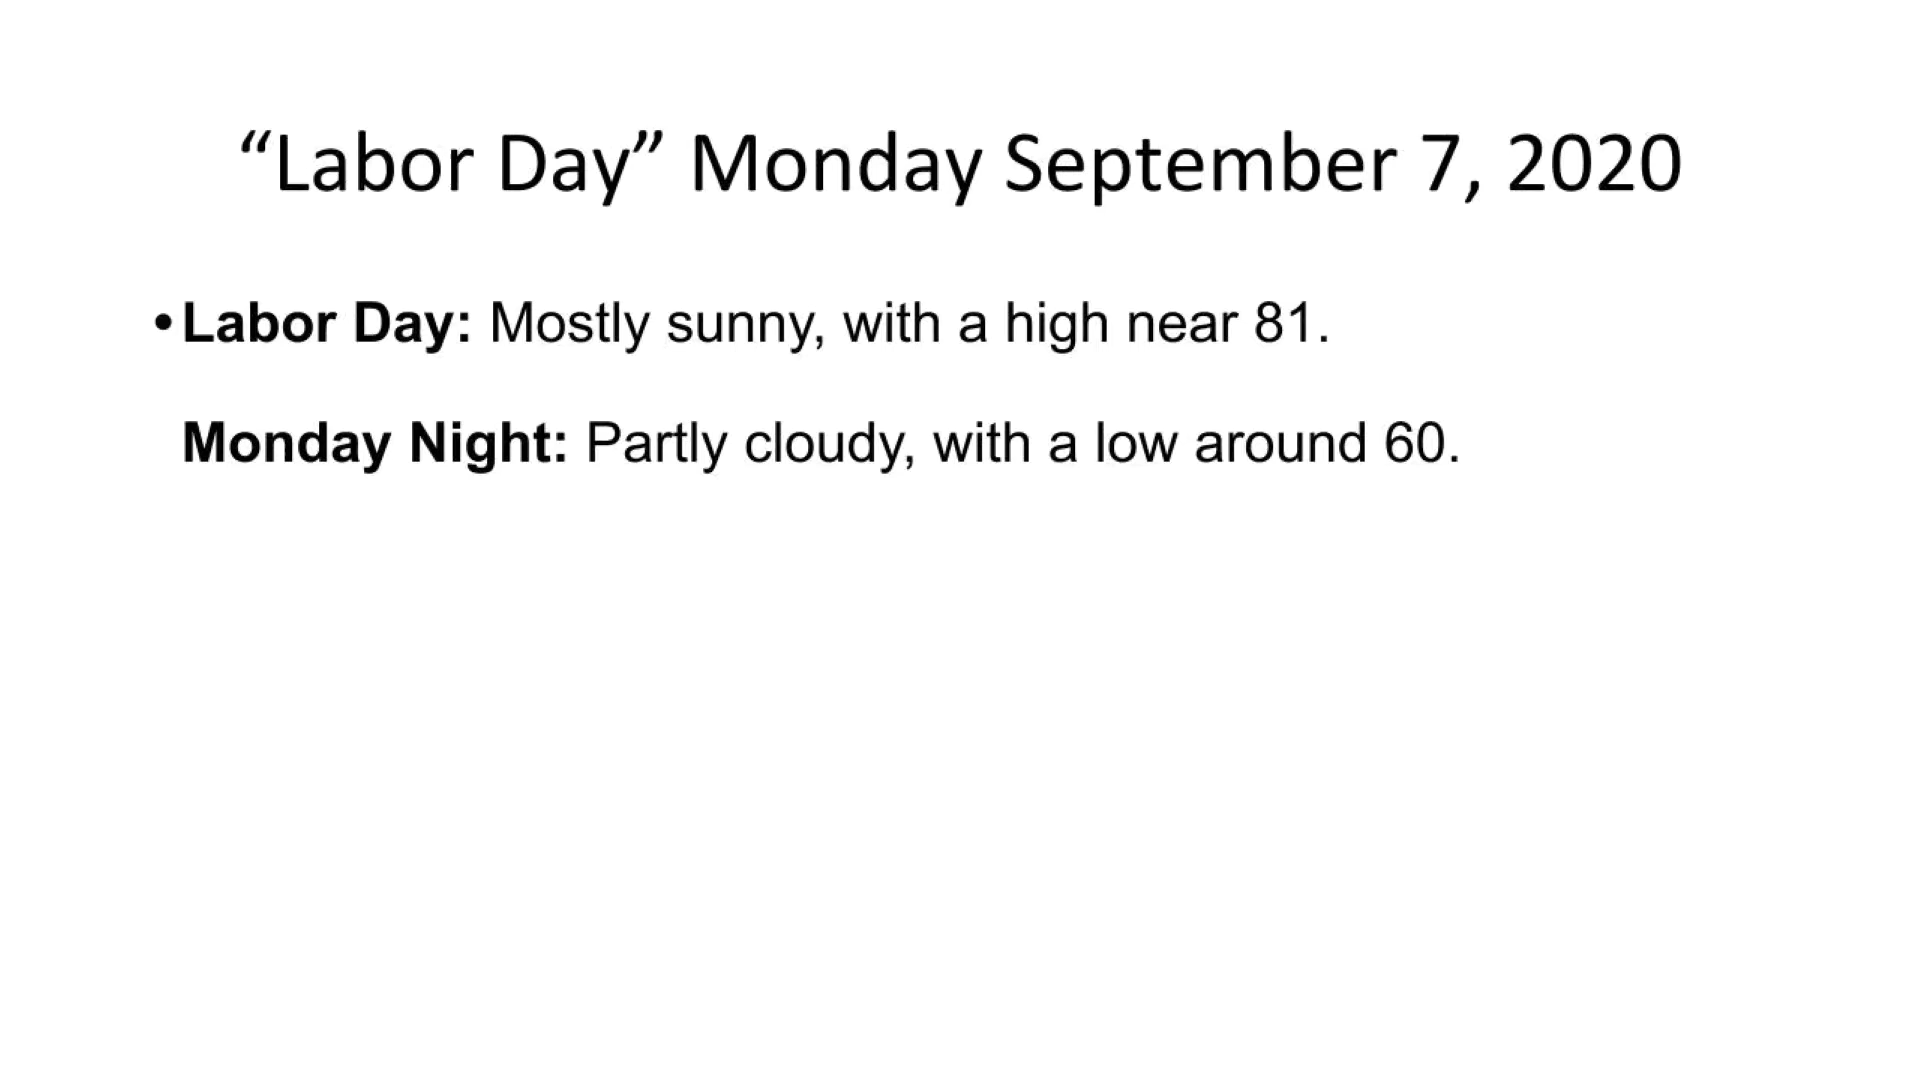 “Labor Day” Monday September 7, 2020
• Labor Day: Mostly sunny, with a high near 81.
Monday Night: Partly cloudy, with a low around 60.